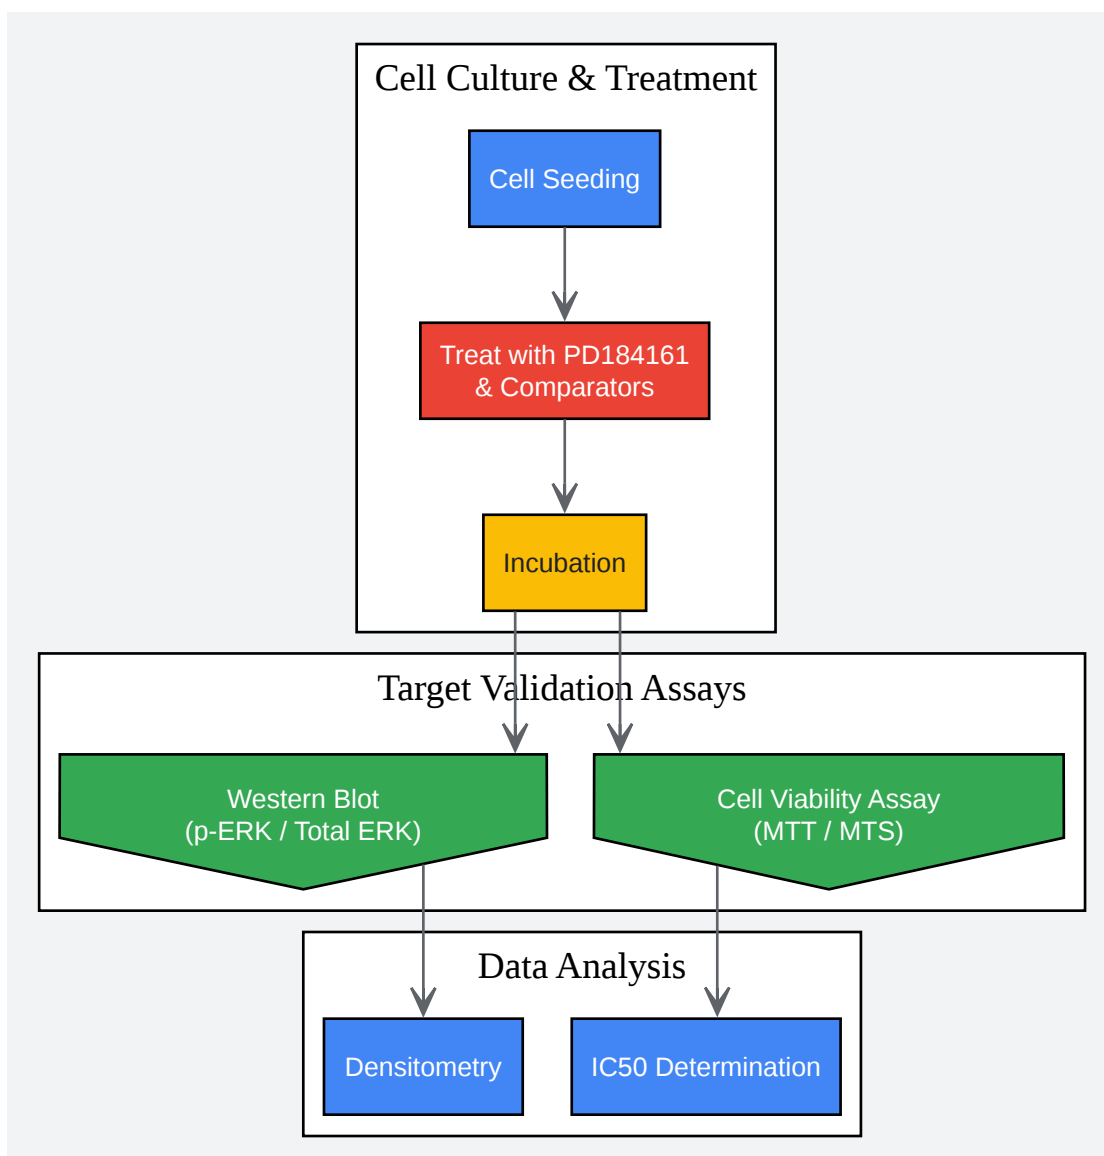 Cell Culture & Treatment
Cell Seeding
Treat with PD184161
& Comparators
Incubation
Target Validation Assays
Western Blot
(p-ERK / Total ERK)
Cell Viability Assay
(MTT / MTS)
Data Analysis
Densitometry
IC50 Determination